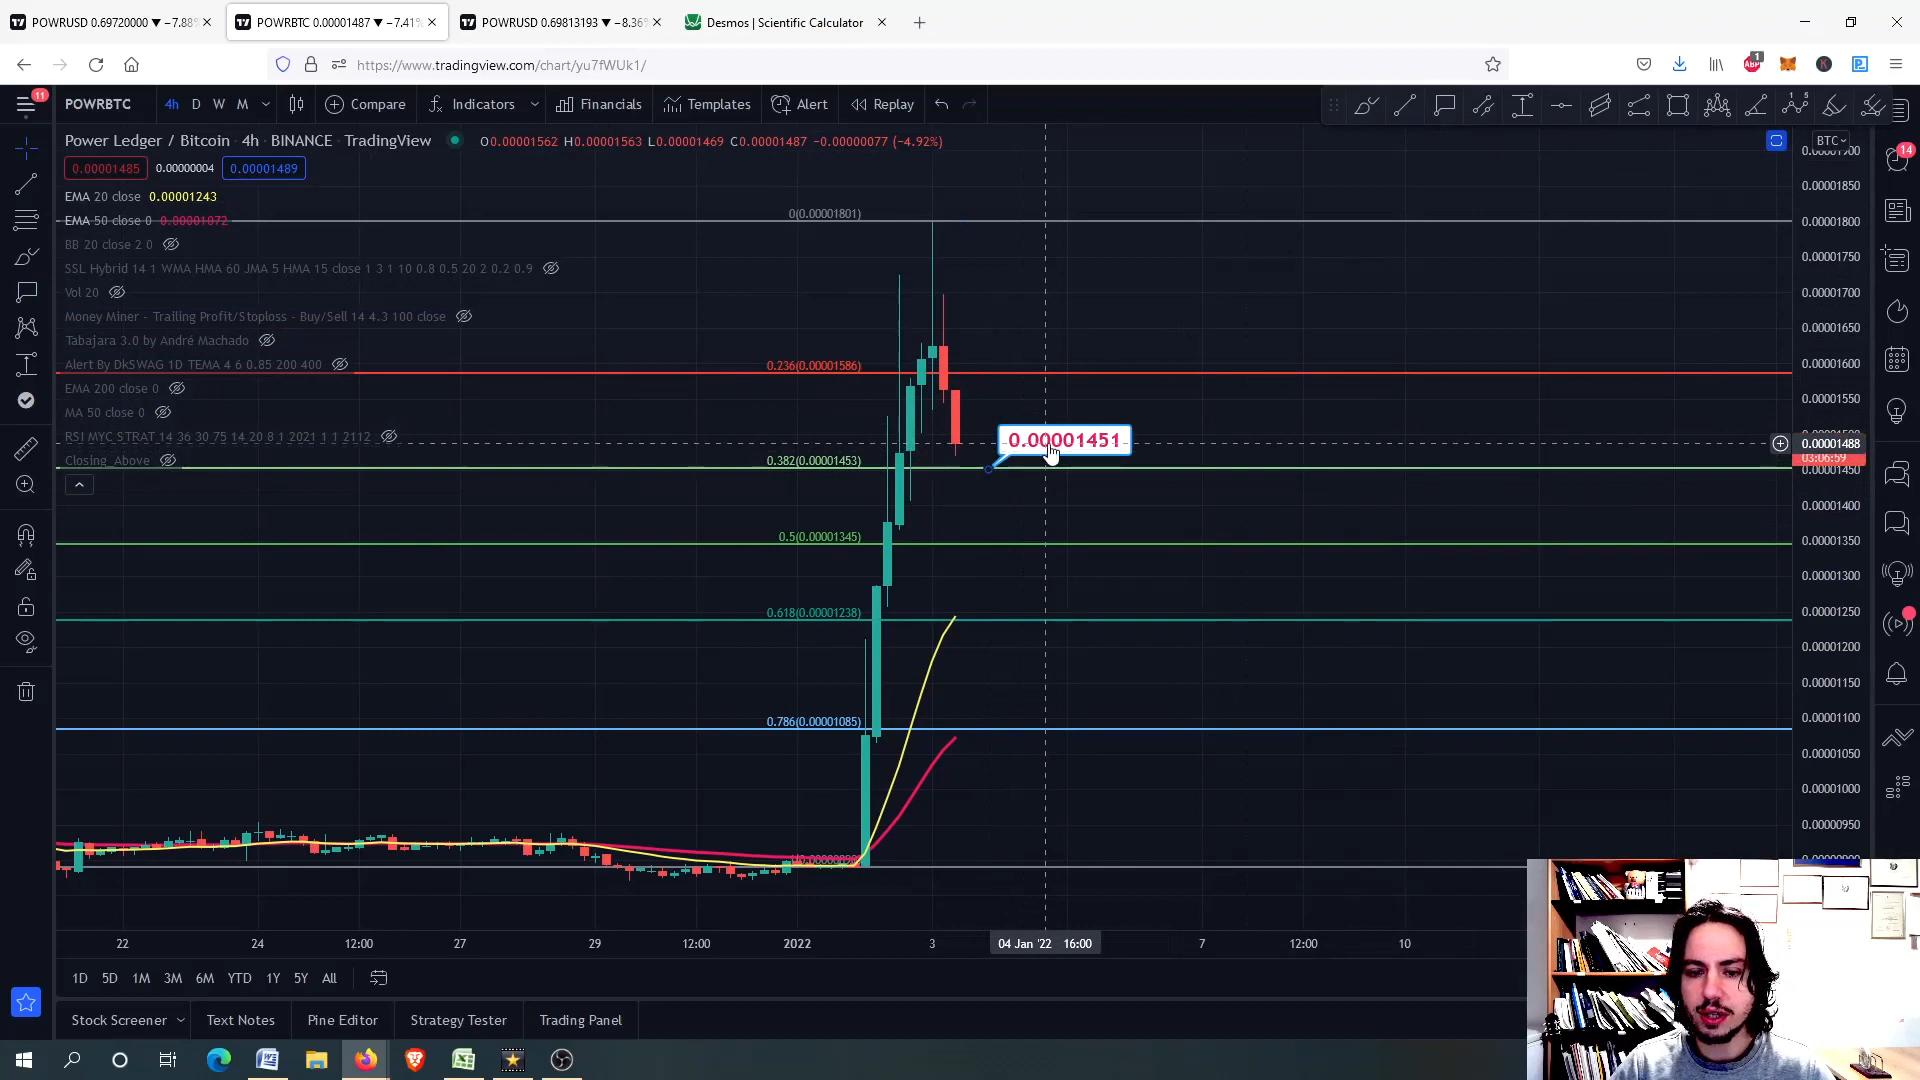 POWRUSD 0.69720000 ▼ −7.88%
POWRBTC 0.00001487 ▼ −7.41%
POWRUSD 0.69813193 ▼ −8.36%
Desmos | Scientific Calculator
https://www.tradingview.com/chart/yu7fWUk1/
1
11
POWRBTC
4h D W M
Compare
Indicators
Financials
Templates
Alert
Replay
Power Ledger / Bitcoin 4h BINANCE TradingView
O0.00001562 H0.00001563 L0.00001469 C0.00001487 −0.00000077 (−4.92%)
BTC
14
0.00001485 0.00000004 0.00001489
EMA 20 close 0.00001243
EMA 50 close 0 0.00001072
BB 20 close 2 0
SSL Hybrid 14 1 WMA HMA 60 JMA 5 HMA 15 close 1 3 1 10 0.8 0.5 20 2 0.2 0.9
Vol 20
Money Miner - Trailing Profit/Stoploss - Buy/Sell 14 4.3 100 close
Tabajara 3.0 by André Machado
Alert By DkSWAG 1D TEMA 4 6 0.85 200 400
EMA 200 close 0
MA 50 close 0
RSI MYC STRAT 14 36 30 75 14 20 8 1 2021 1 1 2112
Closing_Above
0(0.00001801)
0.236(0.00001586)
0.382(0.00001453)
0.5(0.00001345)
0.618(0.00001238)
0.786(0.00001085)
0.00001451
0.00001850
0.00001800
0.00001750
0.00001700
0.00001650
0.00001600
0.00001550
0.00001488
03:06:59
0.00001450
0.00001400
0.00001350
0.00001300
0.00001250
0.00001200
0.00001150
0.00001100
0.00001050
0.00001000
0.00000950
22 24 12:00 27 29 12:00 2022 3 04 Jan '22 16:00 7 12:00 10
1D 5D 1M 3M 6M YTD 1Y 5Y All
Stock Screener Text Notes Pine Editor Strategy Tester Trading Panel